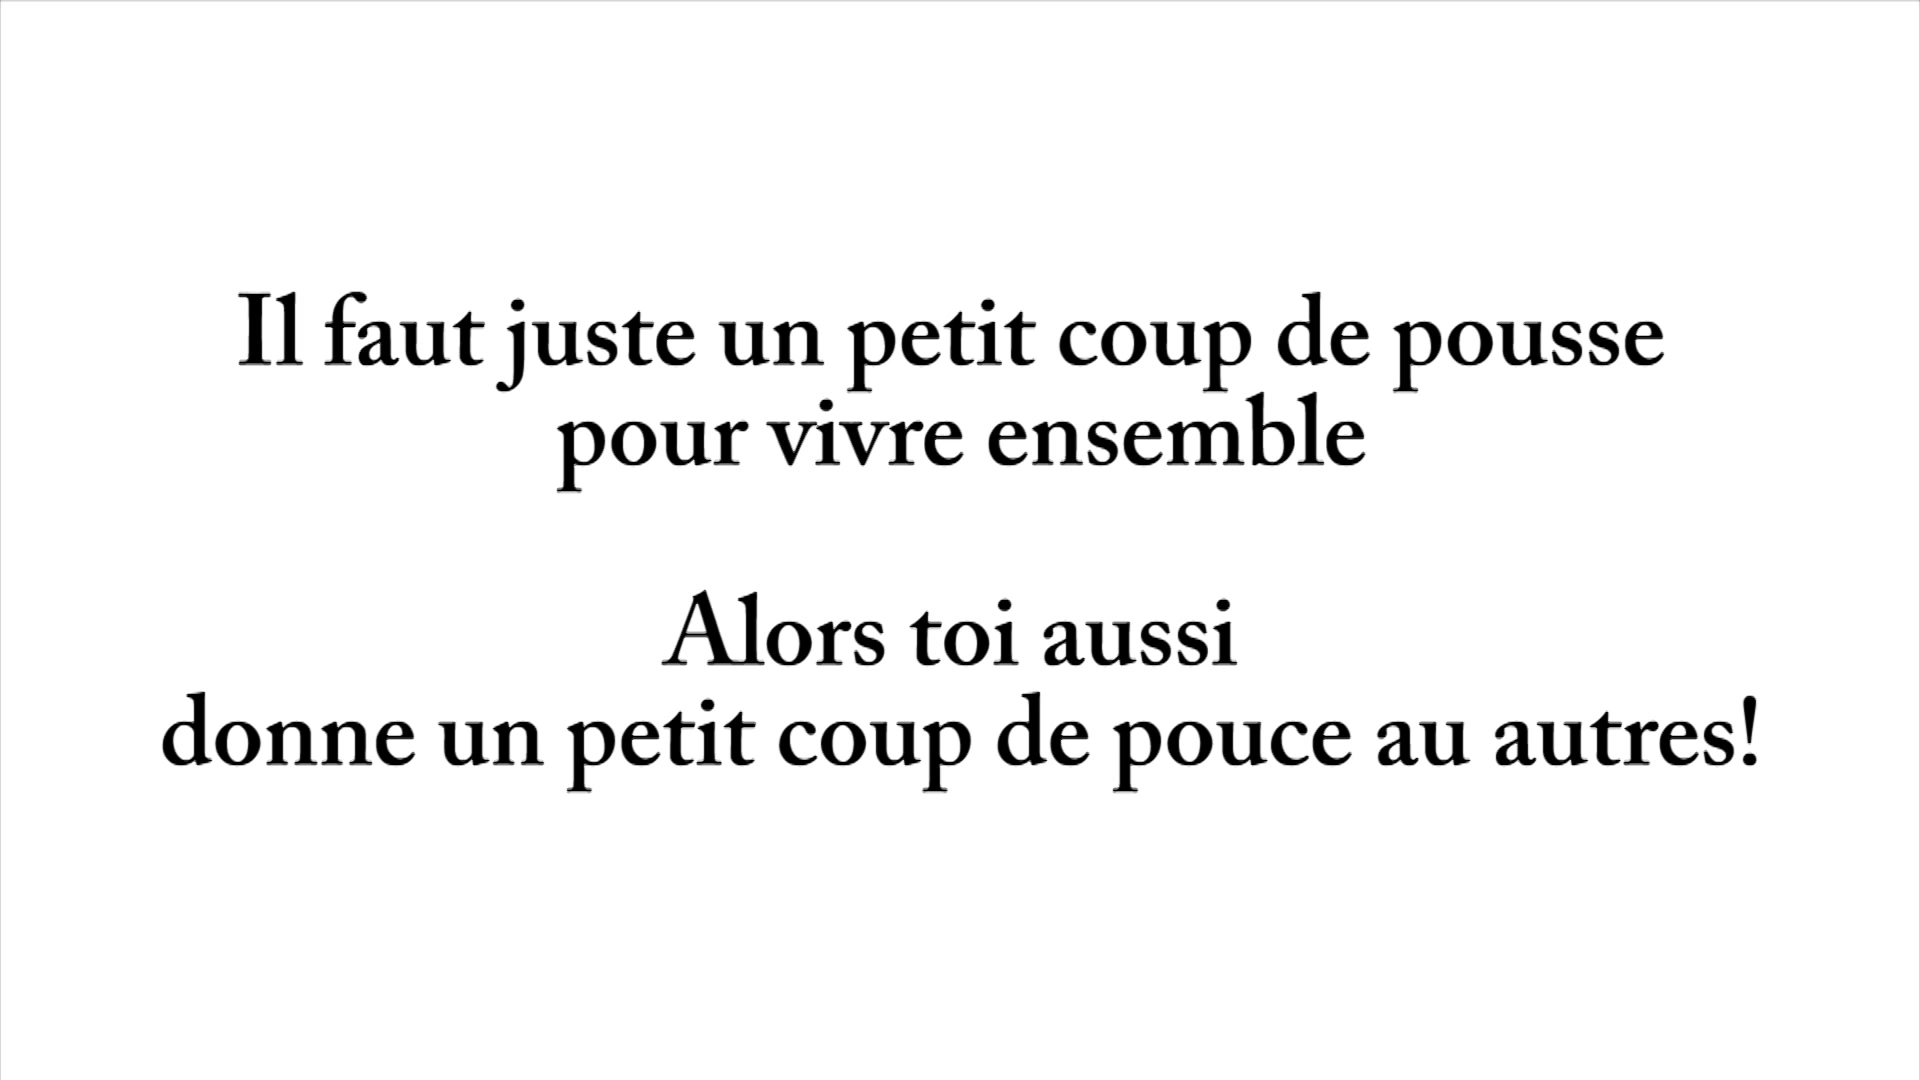 Il faut juste un petit coup de pousse
pour vivre ensemble
Alors toi aussi
donne un petit coup de pouce au autres!